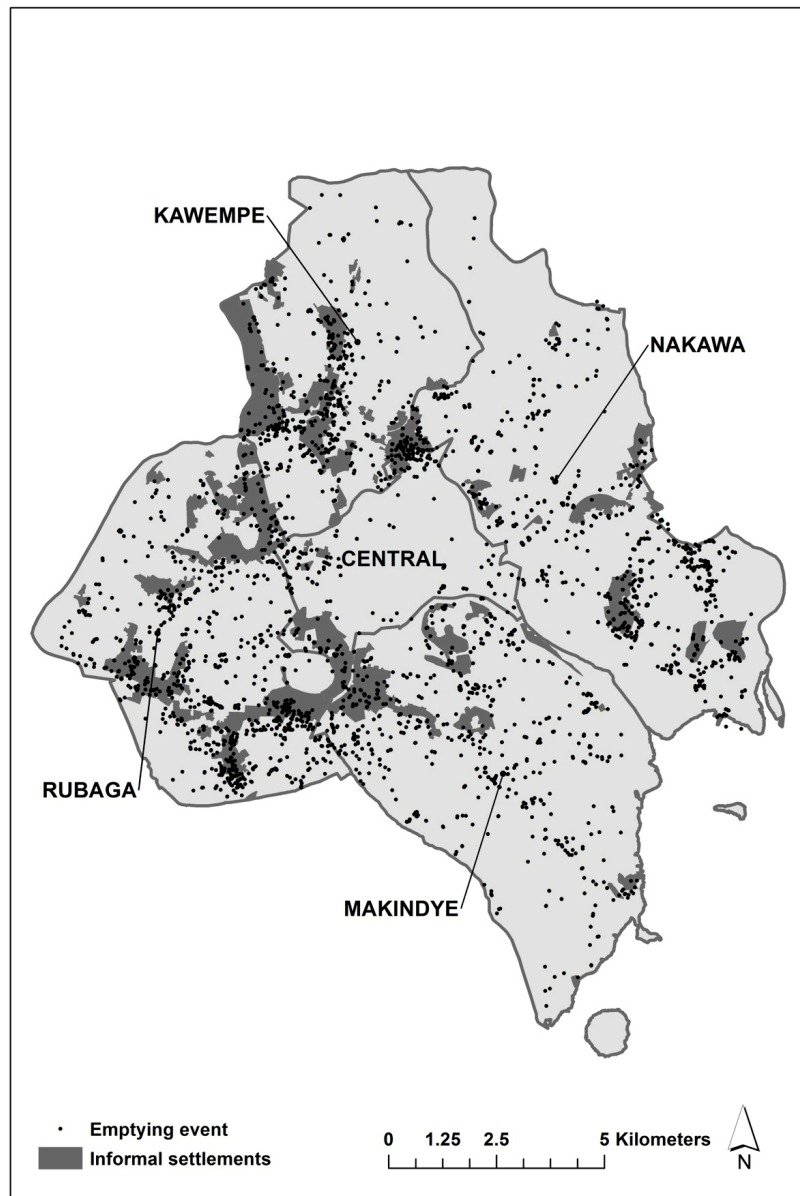 KAWEMPE
NAKAWA
CENTRAL
RUBAGA
MAKINDYE
Emptying event
Informal settlements
0 1.25 2.5 5 Kilometers
N